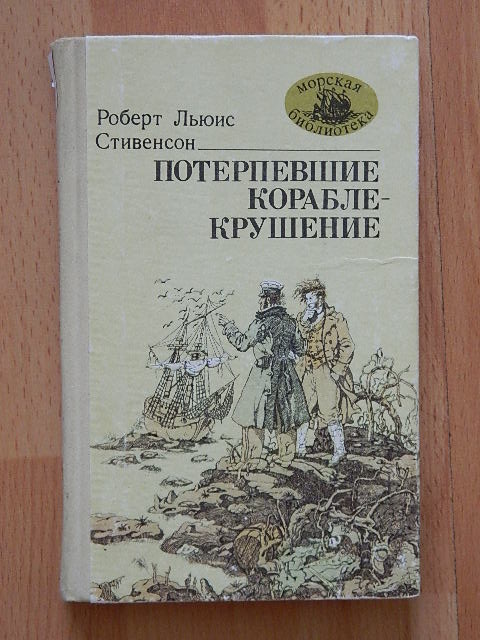 морская
библиотека
Роберт Льюис
Стивенсон
ПОТЕРПЕВШИЕ
КОРАБЛЕ-
КРУШЕНИЕ